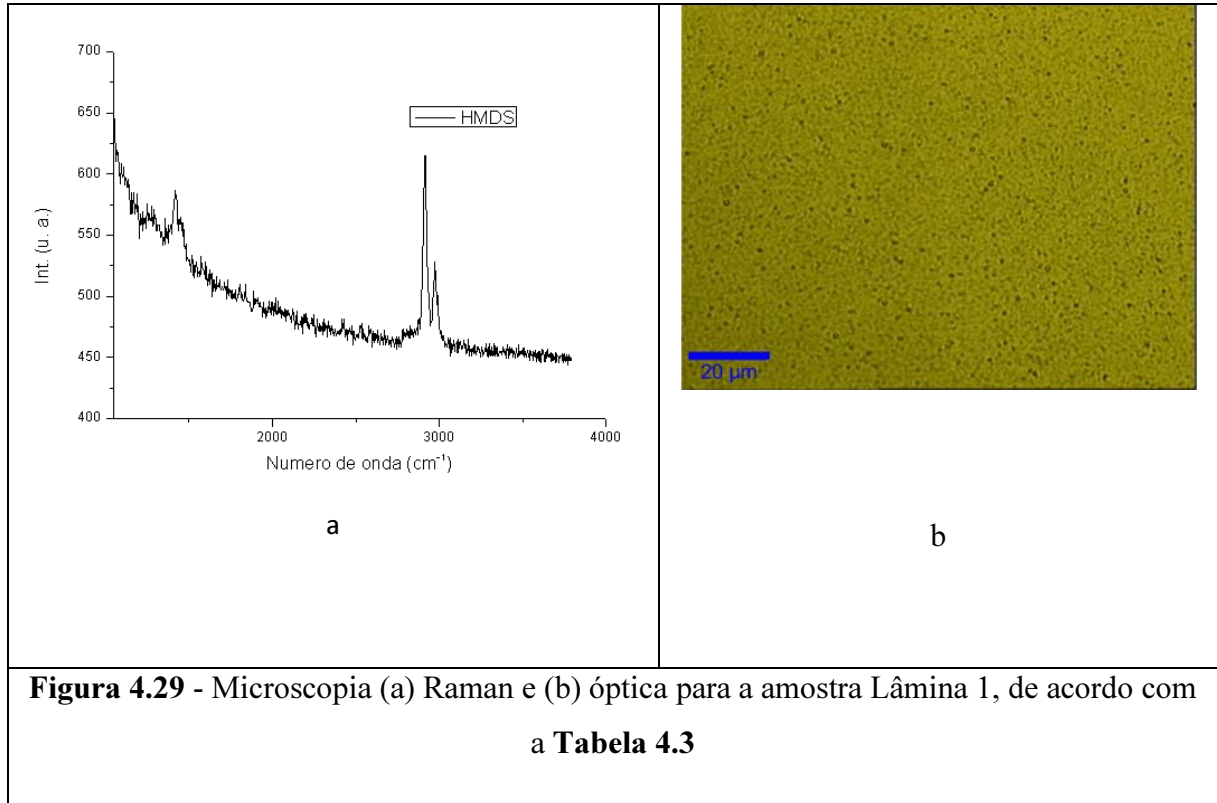 700
650
600
550
500
450
400
Int. (u. a.)
HMDS
2000
3000
4000
Numero de onda (cm⁻¹)
a
20 µm
b
Figura 4.29 - Microscopia (a) Raman e (b) óptica para a amostra Lâmina 1, de acordo com
a Tabela 4.3